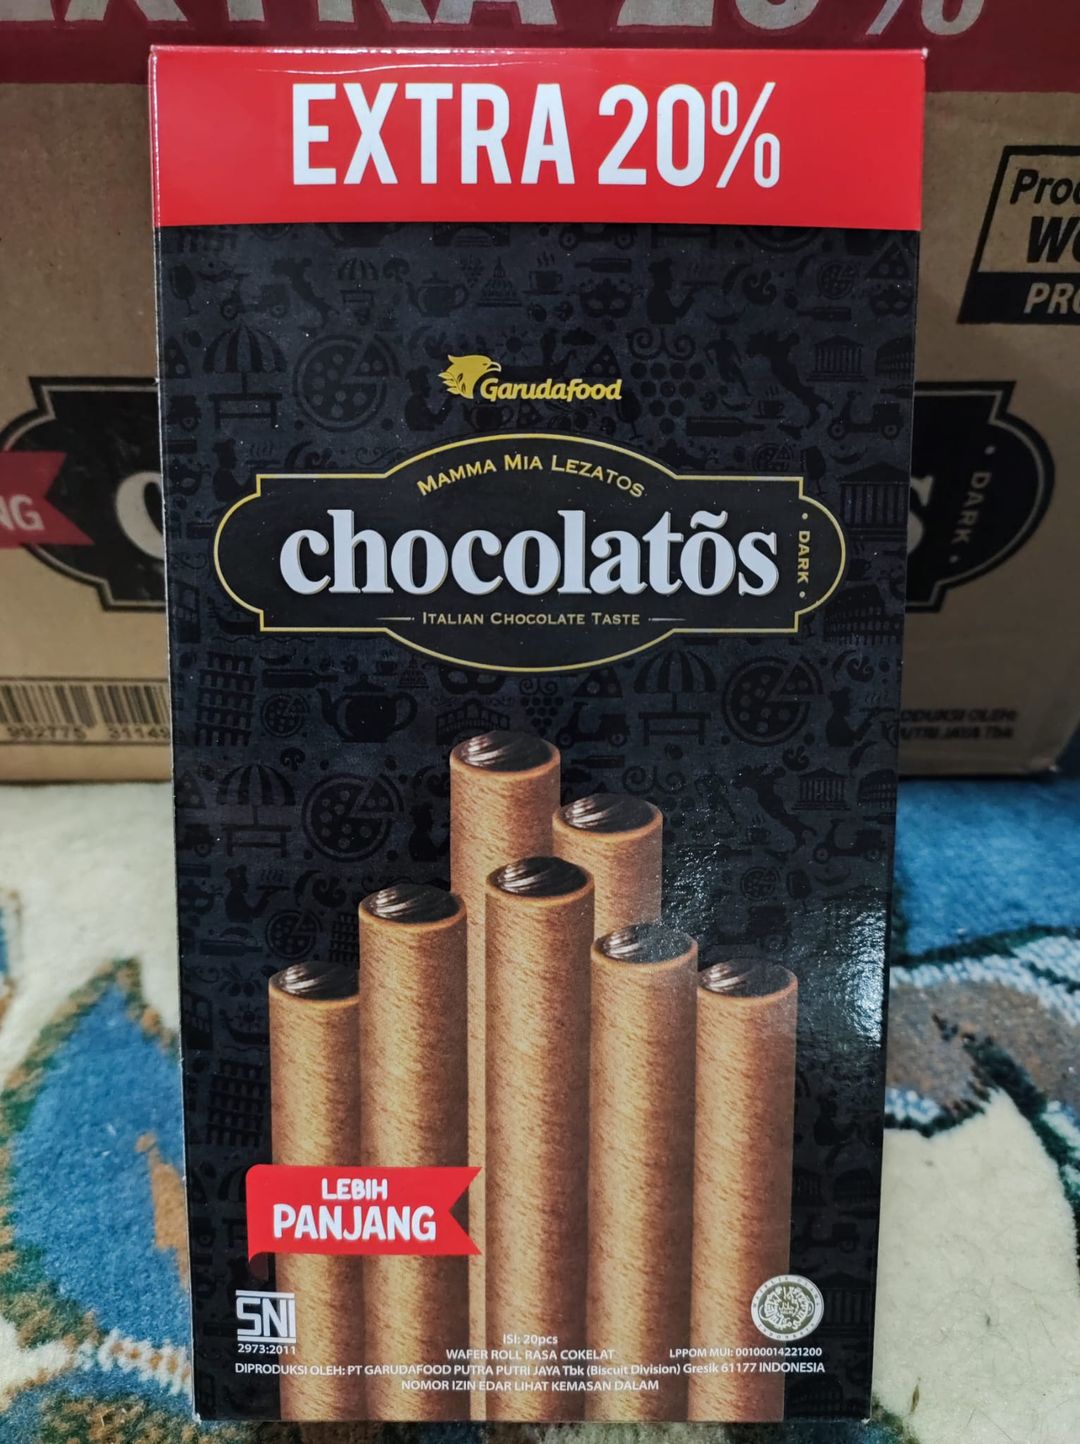 EXTRA 20%
Garudafood
MAMMA MIA LEZATOS
chocolatõs
• DARK •
ITALIAN CHOCOLATE TASTE
LEBIH
PANJANG
SNI
2973:2011
ISI: 20pcs
WAFER ROLL RASA COKELAT
LPPOM MUI: 00100014221200
DIPRODUKSI OLEH: PT GARUDAFOOD PUTRA PUTRI JAYA Tbk (Biscuit Division) Gresik 61177 INDONESIA
NOMOR IZIN EDAR LIHAT KEMASAN DALAM
• DARK •